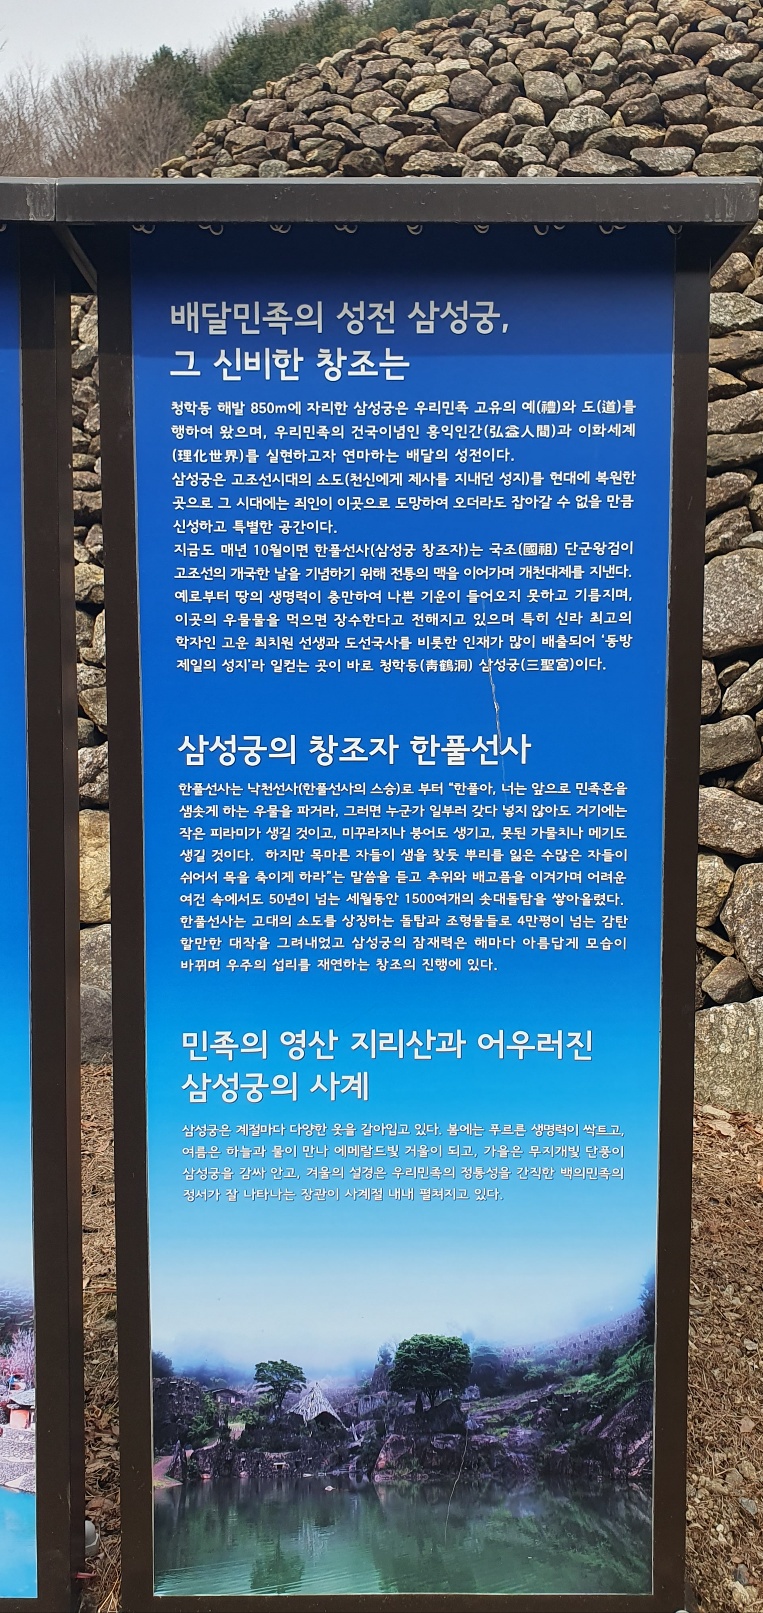 배달민족의 성전 삼성궁,
그 신비한 창조는
청학동 해발 850m에 자리한 삼성궁은 우리민족 고유의 예(禮)와 도(道)를
행하여 왔으며, 우리민족의 건국이념인 홍익인간(弘益人間)과 이화세계
(理化世界)를 실현하고자 연마하는 배달의 성전이다.
삼성궁은 고조선시대의 소도(천신에게 제사를 지내던 성지)를 현대에 복원한
곳으로 그 시대에는 죄인이 이곳으로 도망하여 오더라도 잡아갈 수 없을 만큼
신성하고 특별한 공간이다.
지금도 매년 10월이면 한풀선사(삼성궁 창조자)는 국조(國祖) 단군왕검이
고조선의 개국한 날을 기념하기 위해 전통의 맥을 이어가며 개천대제를 지낸다.
예로부터 땅의 생명력이 충만하여 나쁜 기운이 들어오지 못하고 기름지며,
이곳의 우물물을 먹으면 장수한다고 전해지고 있으며 특히 신라 최고의
학자인 고운 최치원 선생과 도선국사를 비롯한 인재가 많이 배출되어 '동방
제일의 성지'라 일컫는 곳이 바로 청학동(靑鶴洞) 삼성궁(三聖宮)이다.
삼성궁의 창조자 한풀선사
한풀선사는 낙천선사(한풀선사의 스승)로 부터 "한풀아, 너는 앞으로 민족혼을
샘솟게 하는 우물을 파거라, 그러면 누군가 일부러 갖다 넣지 않아도 거기에는
작은 피라미가 생길 것이고, 미꾸라지나 붕어도 생기고, 못된 가물치나 메기도
생길 것이다. 하지만 목마른 자들이 샘을 찾듯 뿌리를 잃은 수많은 자들이
쉬어서 목을 축이게 하라"는 말씀을 듣고 추위와 배고픔을 이겨가며 어려운
여건 속에서도 50년이 넘는 세월동안 1500여개의 솟대돌탑을 쌓아올렸다.
한풀선사는 고대의 소도를 상징하는 돌탑과 조형물들로 4만평이 넘는 감탄
할만한 대작을 그려내었고 삼성궁의 잠재력은 해마다 아름답게 모습이
바뀌며 우주의 섭리를 재연하는 창조의 진행에 있다.
민족의 영산 지리산과 어우러진
삼성궁의 사계
삼성궁은 계절마다 다양한 옷을 갈아입고 있다. 봄에는 푸르른 생명력이 싹트고,
여름은 하늘과 물이 만나 에메랄드빛 거울이 되고, 가을은 무지개빛 단풍이
삼성궁을 감싸 안고, 겨울의 설경은 우리민족의 정통성을 간직한 백의민족의
정서가 잘 나타나는 장관이 사계절 내내 펼쳐지고 있다.